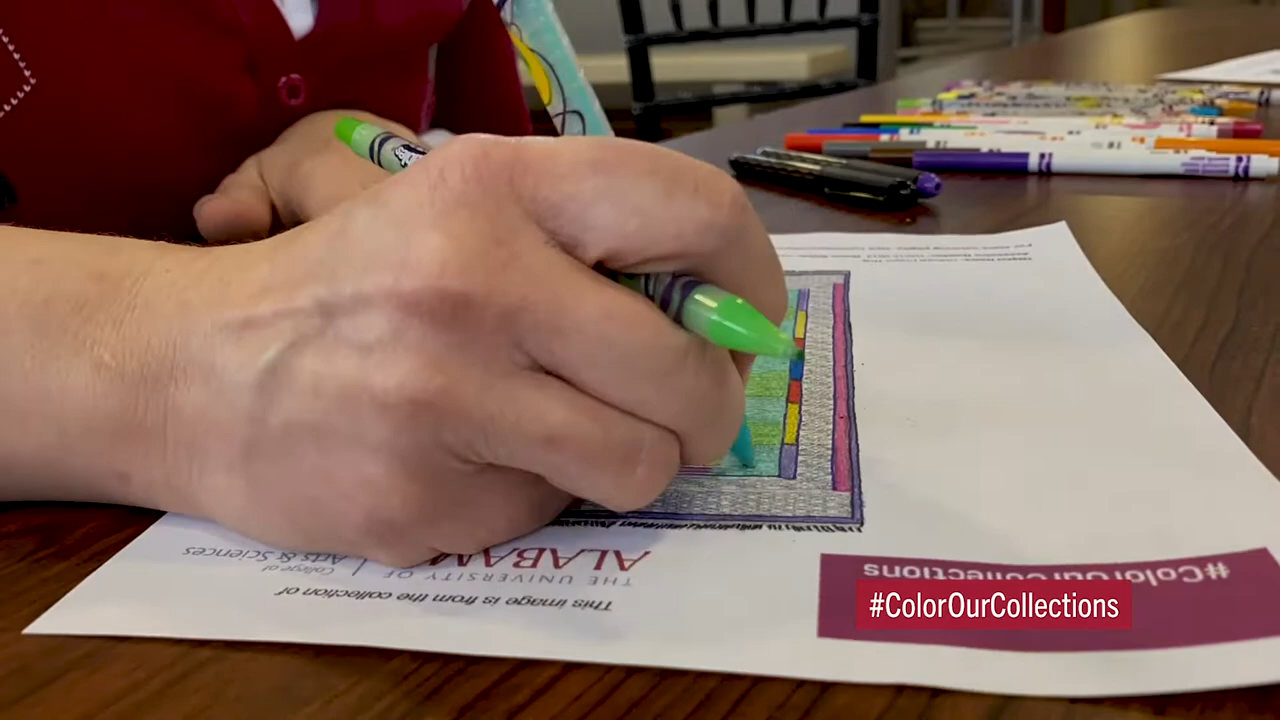 #ColorOurCollections
#ColorOurCollections
This image is from the collection of
THE UNIVERSITY OF
ALABAMA
College of
Arts & Sciences